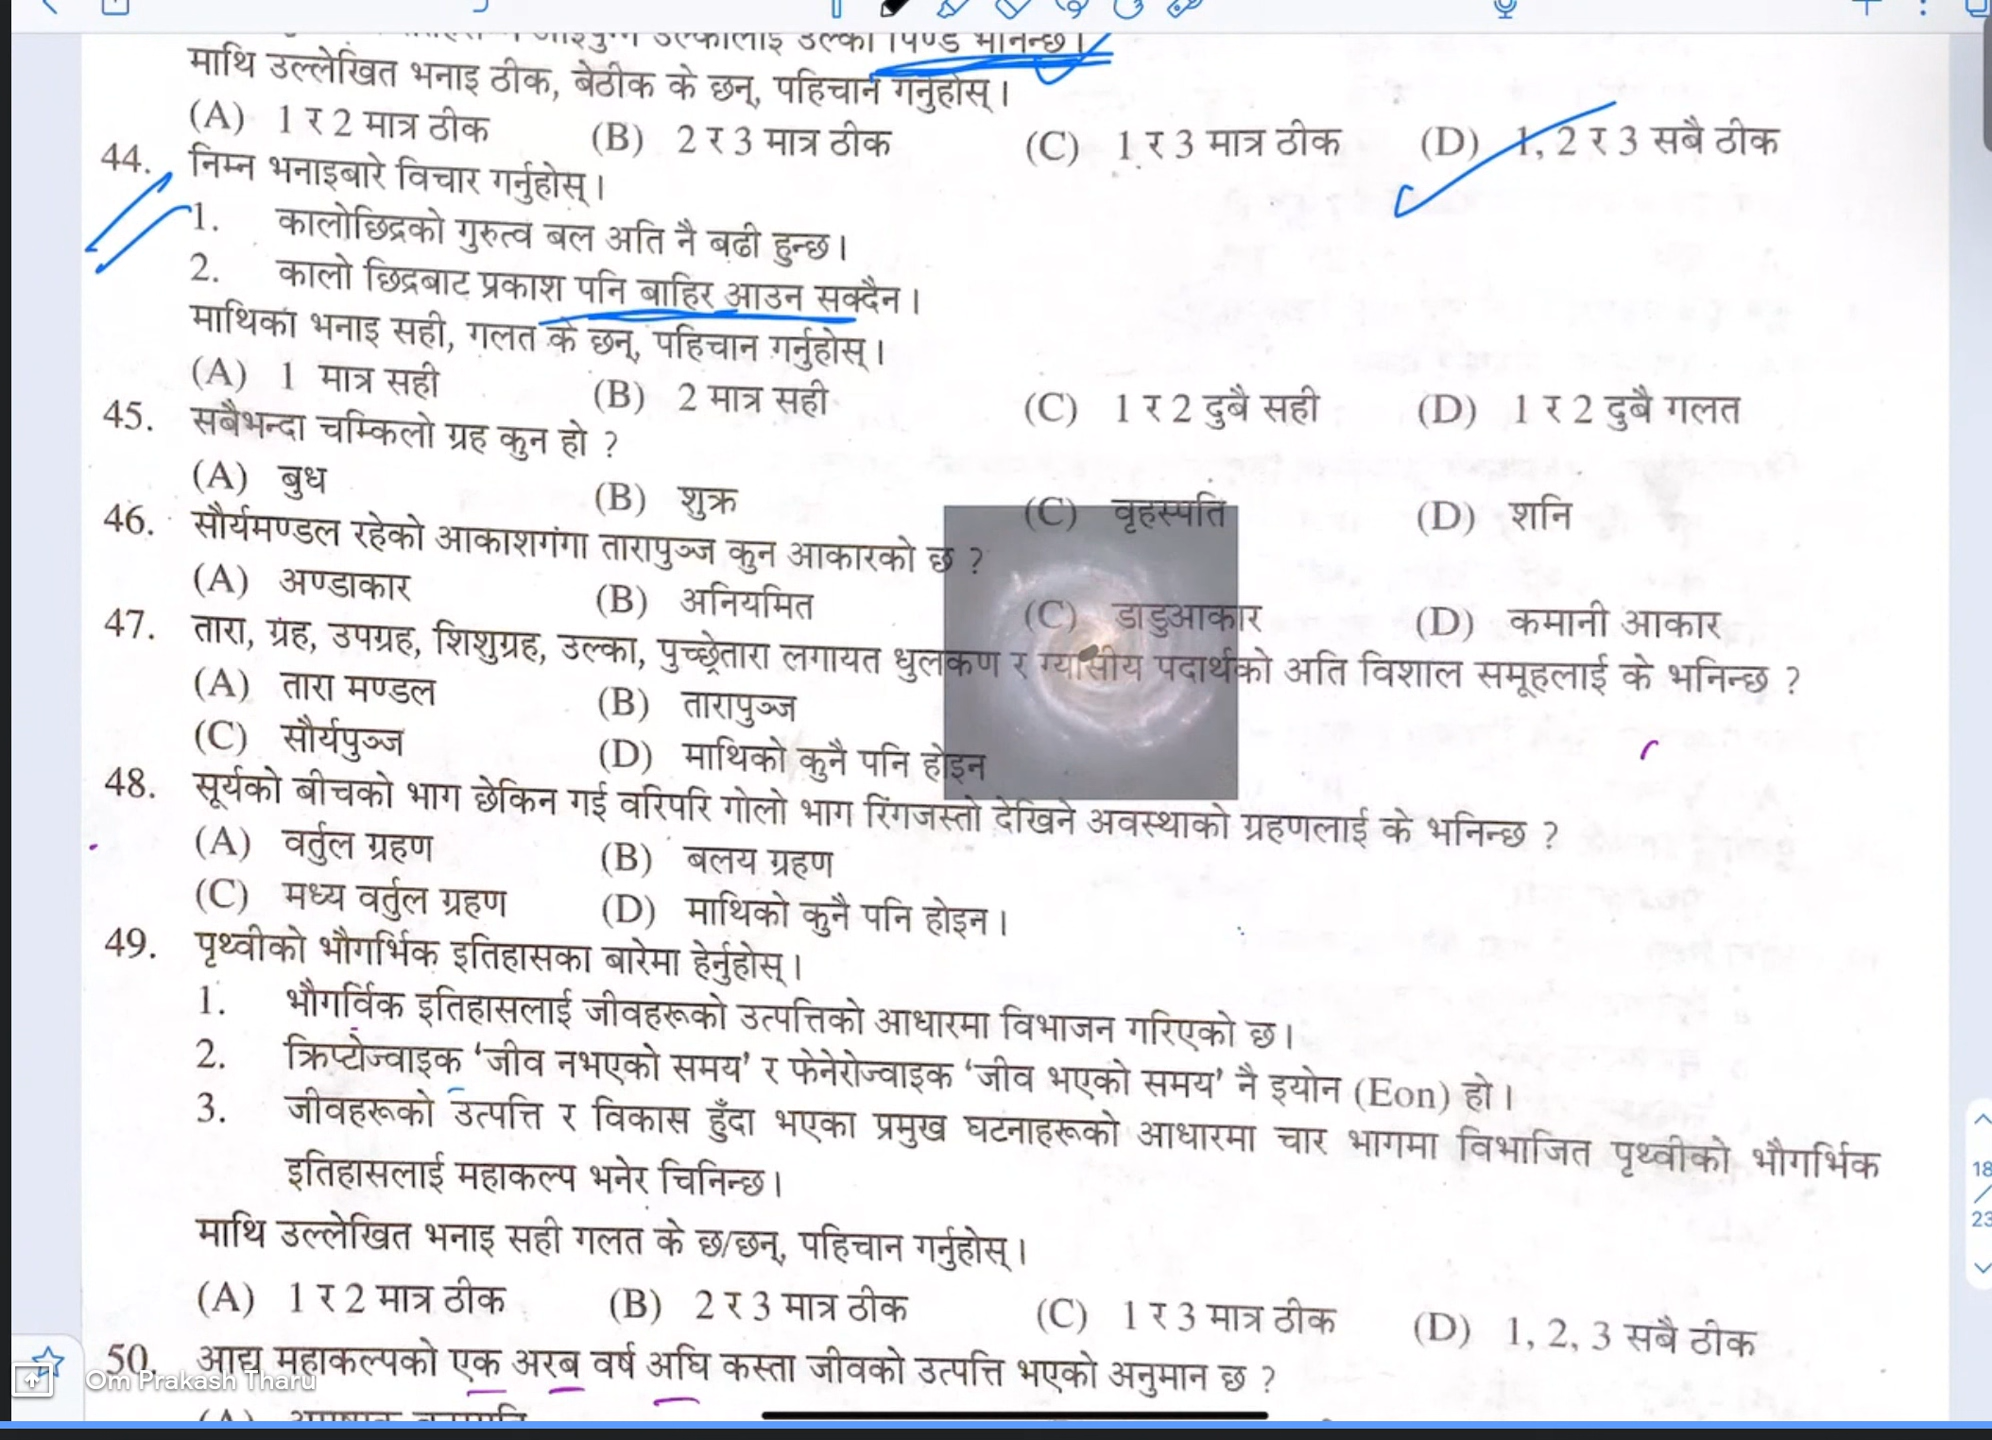 उल्कालाई उल्का पिण्ड भनिन्छ।
माथि उल्लेखित भनाइ ठीक, बेठीक के छन्, पहिचान गर्नुहोस्।
(A) 1 र 2 मात्र ठीक (B) 2 र 3 मात्र ठीक (C) 1 र 3 मात्र ठीक (D) 1, 2 र 3 सबै ठीक
44. निम्न भनाइबारे विचार गर्नुहोस्।
1. कालोछिद्रको गुरुत्व बल अति नै बढी हुन्छ।
2. कालो छिद्रबाट प्रकाश पनि बाहिर आउन सक्दैन।
माथिका भनाइ सही, गलत के छन्, पहिचान गर्नुहोस्।
(A) 1 मात्र सही (B) 2 मात्र सही (C) 1 र 2 दुबै सही (D) 1 र 2 दुबै गलत
45. सबैभन्दा चम्किलो ग्रह कुन हो ?
(A) बुध (B) शुक्र (C) वृहस्पति (D) शनि
46. सौर्यमण्डल रहेको आकाशगंगा तारापुञ्ज कुन आकारको छ ?
(A) अण्डाकार (B) अनियमित (C) डाडुआकार (D) कमानी आकार
47. तारा, ग्रह, उपग्रह, शिशुग्रह, उल्का, पुच्छ्रेतारा लगायत धुलकण र ग्यासीय पदार्थको अति विशाल समूहलाई के भनिन्छ ?
(A) तारा मण्डल (B) तारापुञ्ज
(C) सौर्यपुञ्ज (D) माथिको कुनै पनि होइन
48. सूर्यको बीचको भाग छेकिन गई वरिपरि गोलो भाग रिंगजस्तो देखिने अवस्थाको ग्रहणलाई के भनिन्छ ?
(A) वर्तुल ग्रहण (B) बलय ग्रहण
(C) मध्य वर्तुल ग्रहण (D) माथिको कुनै पनि होइन।
49. पृथ्वीको भौगर्भिक इतिहासका बारेमा हेर्नुहोस्।
1. भौगर्विक इतिहासलाई जीवहरूको उत्पत्तिको आधारमा विभाजन गरिएको छ।
2. क्रिप्टोज्वाइक ‘जीव नभएको समय’ र फेनेरोज्वाइक ‘जीव भएको समय’ नै इयोन (Eon) हो।
3. जीवहरूको उत्पत्ति र विकास हुँदा भएका प्रमुख घटनाहरूको आधारमा चार भागमा विभाजित पृथ्वीको भौगर्भिक
इतिहासलाई महाकल्प भनेर चिनिन्छ।
माथि उल्लेखित भनाइ सही गलत के छ/छन्, पहिचान गर्नुहोस्।
(A) 1 र 2 मात्र ठीक (B) 2 र 3 मात्र ठीक (C) 1 र 3 मात्र ठीक (D) 1, 2, 3 सबै ठीक
50. आद्य महाकल्पको एक अरब वर्ष अघि कस्ता जीवको उत्पत्ति भएको अनुमान छ ?
Om Prakash Tharu
18
/
23